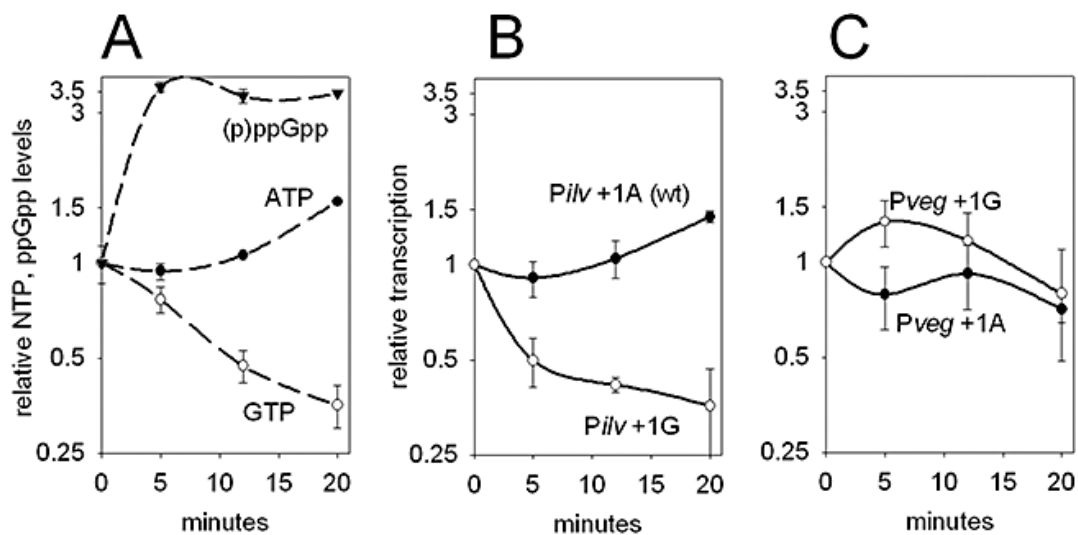 A
B
C
relative NTP, ppGpp levels
3.5
3
1.5
1
0.5
0.25
(p)ppGpp
ATP
GTP
0 5 10 15 20
minutes
relative transcription
3.5
3
1.5
1
0.5
0.25
Pilv +1A (wt)
Pilv +1G
0 5 10 15 20
minutes
3.5
3
1.5
1
0.5
0.25
Pveg +1G
Pveg +1A
0 5 10 15 20
minutes